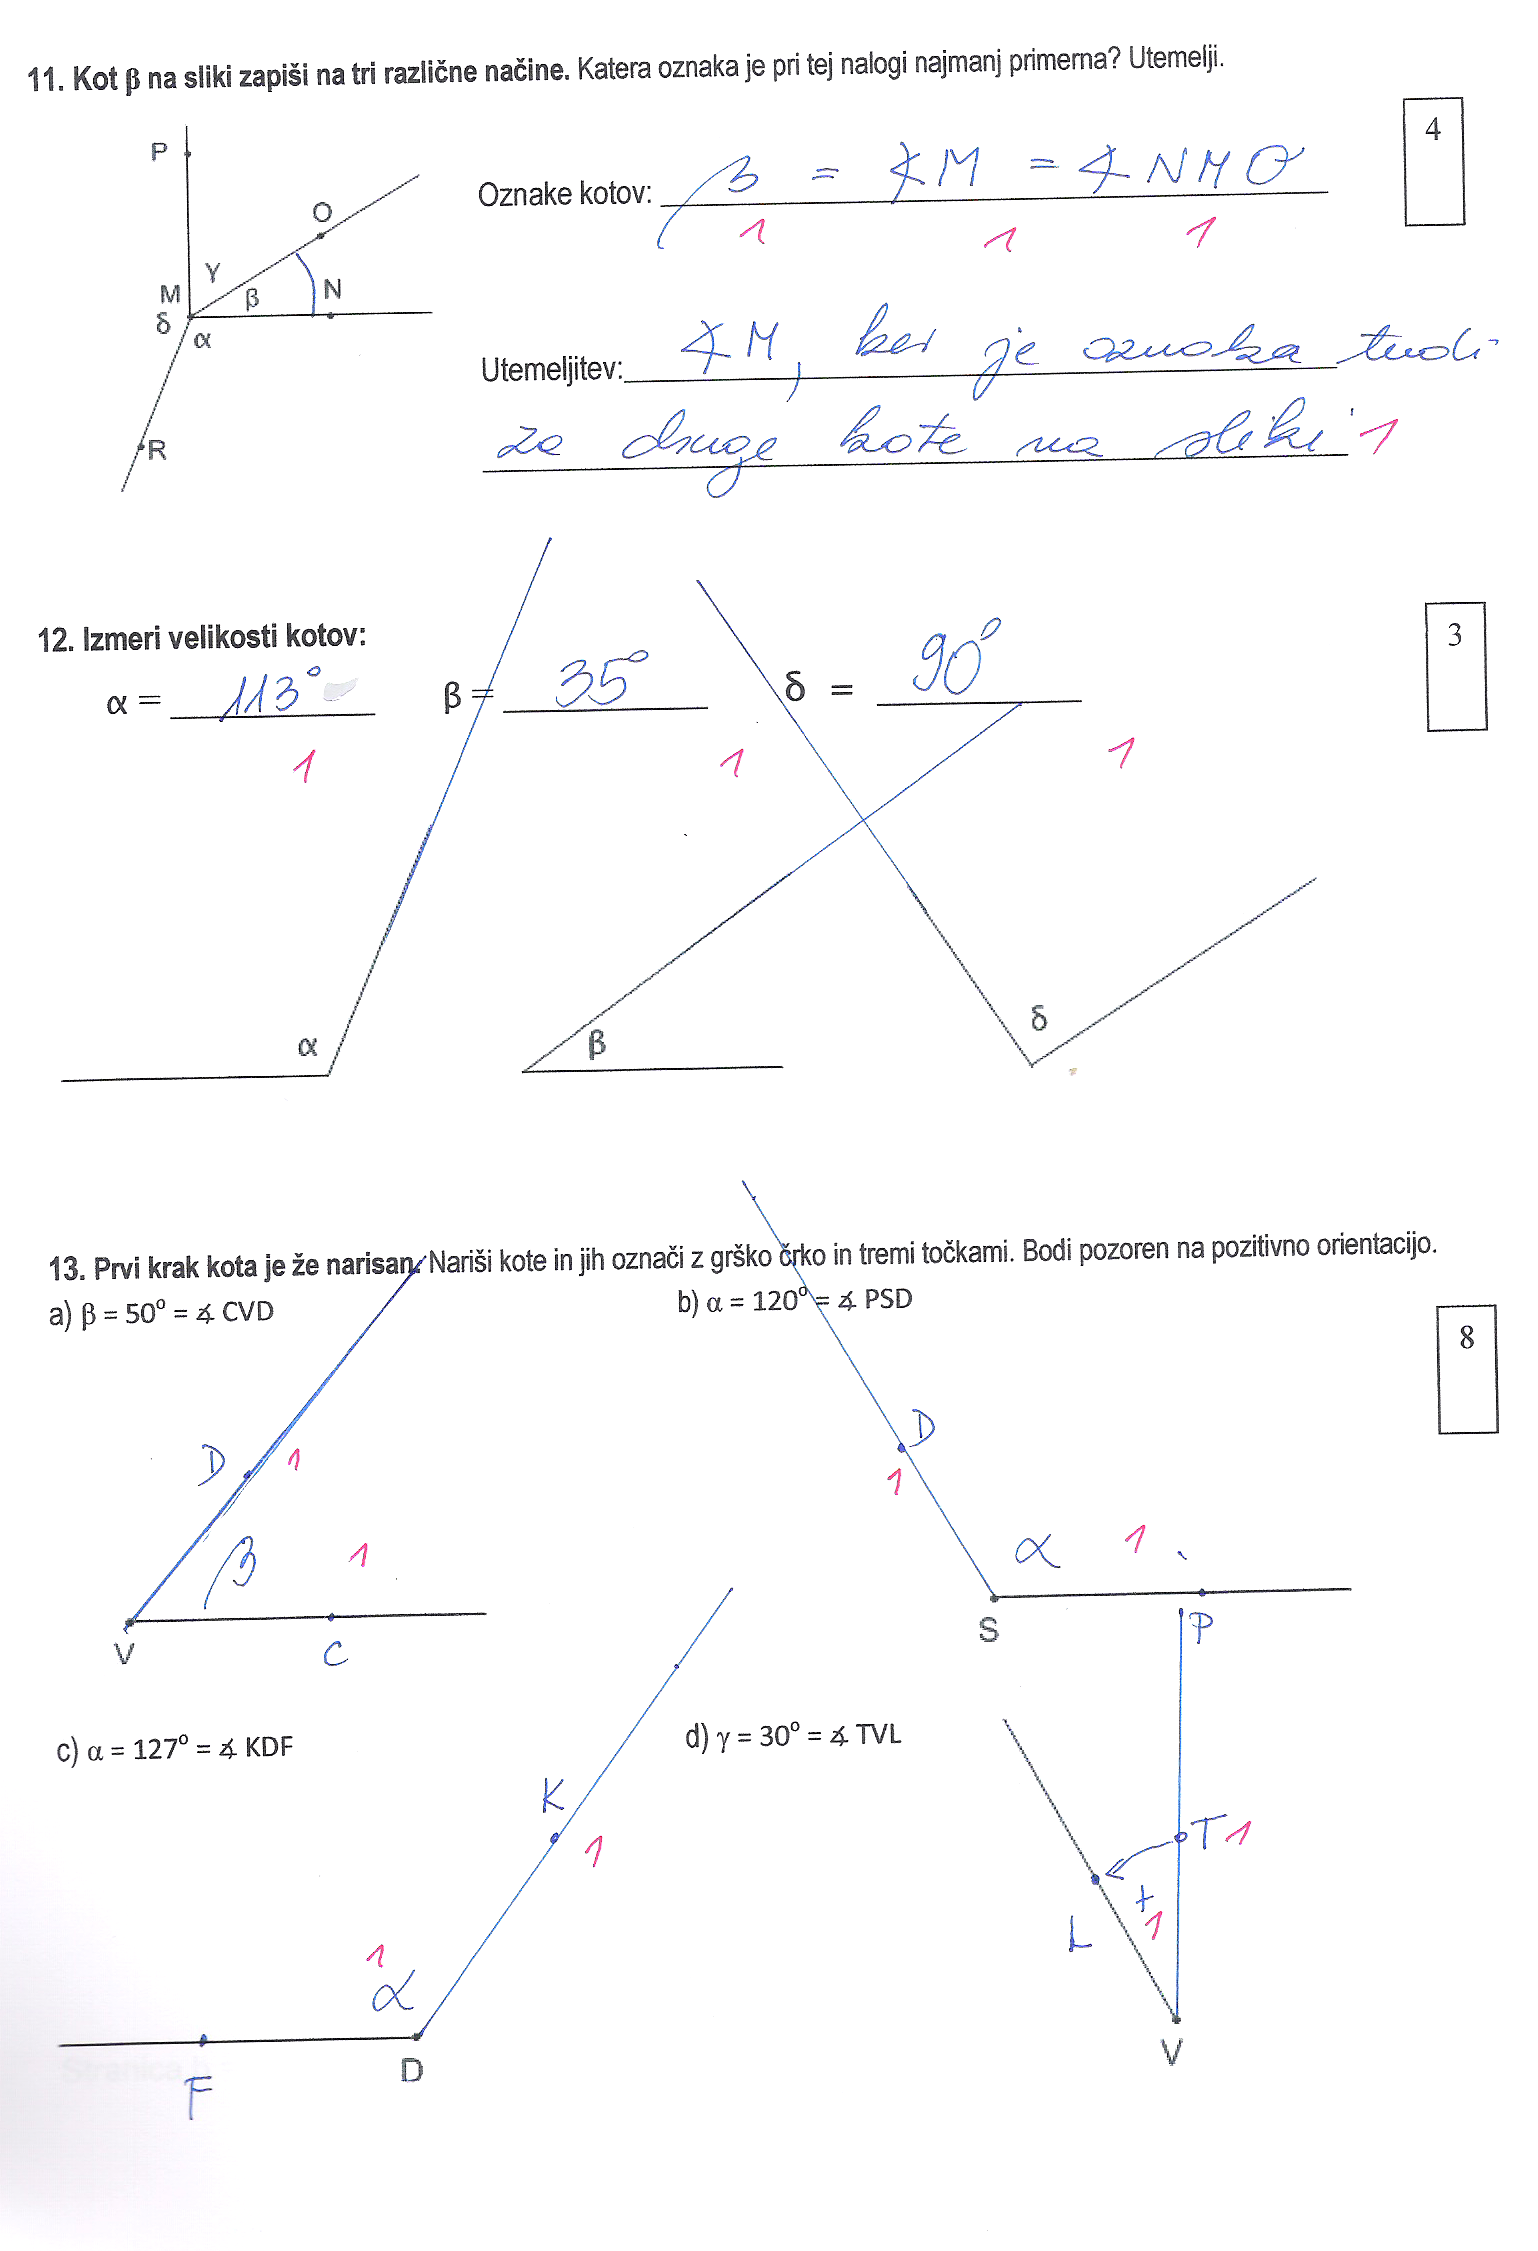 11. Kot β na sliki zapiši na tri različne načine. Katera oznaka je pri tej nalogi najmanj primerna? Utemelji.
4
P
O
γ
M
β
N
δ
α
R
Oznake kotov: β = ∡M = ∡NMO
1 1 1
Utemeljitev: ∡M, ker je oznaka tudi
za druge kote na sliki. 1
12. Izmeri velikosti kotov:
3
α = 113° β = 35° δ = 90°
1 1 1
α
β
δ
13. Prvi krak kota je že narisan. Nariši kote in jih označi z grško črko in tremi točkami. Bodi pozoren na pozitivno orientacijo.
a) β = 50° = ∡ CVD
b) α = 120° = ∡ PSD
8
D 1
β 1
V C
D
1
α 1
S P
c) α = 127° = ∡ KDF
d) γ = 30° = ∡ TVL
K
1
1
α
F D
T 1
+
1
L
V